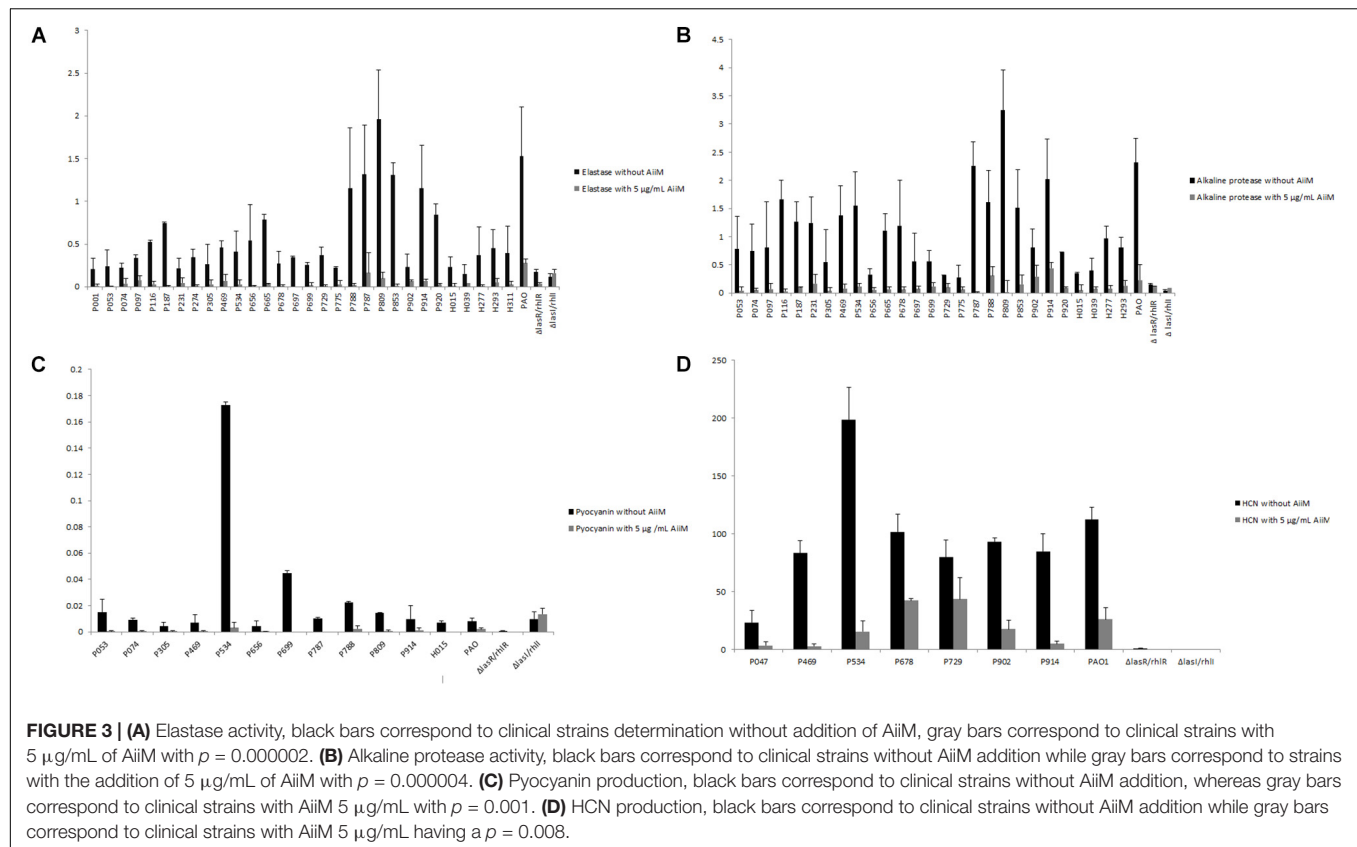 A
3
2.5
2
1.5
1
0.5
0
P001 P053 P074 P097 P116 P187 P231 P274 P305 P469 P534 P656 P665 P678 P697 P699 P729 P775 P788 P787 P809 P853 P902 P914 P920 H015 H039 H277 H293 H311 PAO ΔlasR/rhlR ΔlasI/rhlI
Elastase without AiiM
Elastase with 5 µg/mL AiiM
B
4.5
4
3.5
3
2.5
2
1.5
1
0.5
0
P053 P074 P097 P116 P187 P231 P305 P469 P534 P656 P665 P678 P697 P699 P729 P775 P787 P788 P809 P853 P902 P914 P920 H015 H039 H277 H293 PAO Δ lasR/rhlR Δ lasI/rhlI
Alkaline protease without AiiM
Alkaline protease with 5 µg/mL AiiM
C
0.2
0.18
0.16
0.14
0.12
0.1
0.08
0.06
0.04
0.02
0
P053 P074 P305 P469 P534 P656 P699 P787 P788 P809 P914 H015 PAO ΔlasR/rhlR ΔlasI/rhlI
Pyocyanin without AiiM
Pyocyanin with 5 µg /mL AiiM
D
250
200
150
100
50
0
P047 P469 P534 P678 P729 P902 P914 PAO1 ΔlasR/rhlR ΔlasI/rhlI
HCN without AiiM
HCN with 5 µg/mL AiiM
FIGURE 3 | (A) Elastase activity, black bars correspond to clinical strains determination without addition of AiiM, gray bars correspond to clinical strains with
5 µg/mL of AiiM with p = 0.000002. (B) Alkaline protease activity, black bars correspond to clinical strains without AiiM addition while gray bars correspond to strains
with the addition of 5 µg/mL of AiiM with p = 0.000004. (C) Pyocyanin production, black bars correspond to clinical strains without AiiM addition, whereas gray bars
correspond to clinical strains with AiiM 5 µg/mL with p = 0.001. (D) HCN production, black bars correspond to clinical strains without AiiM addition while gray bars
correspond to clinical strains with AiiM 5 µg/mL having a p = 0.008.